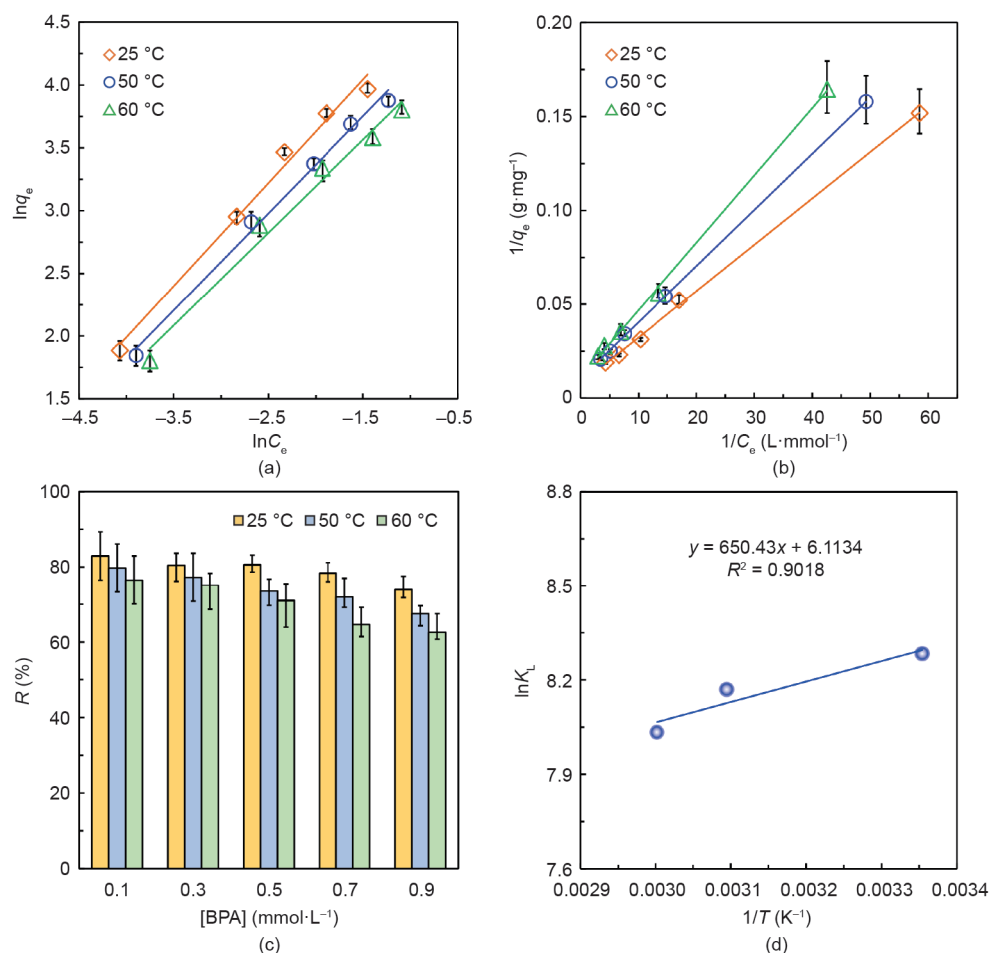 4.5
4.0
3.5
3.0
2.5
2.0
1.5
–4.5
–3.5
–2.5
–1.5
–0.5
25 °C
50 °C
60 °C
lnqe
lnCe
(a)
0.20
0.15
0.10
0.05
0
0
10
20
30
40
50
60
25 °C
50 °C
60 °C
1/qe (g·mg⁻¹)
1/Ce (L·mmol⁻¹)
(b)
100
80
60
40
20
0
25 °C 50 °C 60 °C
R (%)
0.1
0.3
0.5
0.7
0.9
[BPA] (mmol·L⁻¹)
(c)
8.8
8.5
8.2
7.9
7.6
y = 650.43x + 6.1134
R² = 0.9018
lnKL
0.0029
0.0030
0.0031
0.0032
0.0033
0.0034
1/T (K⁻¹)
(d)